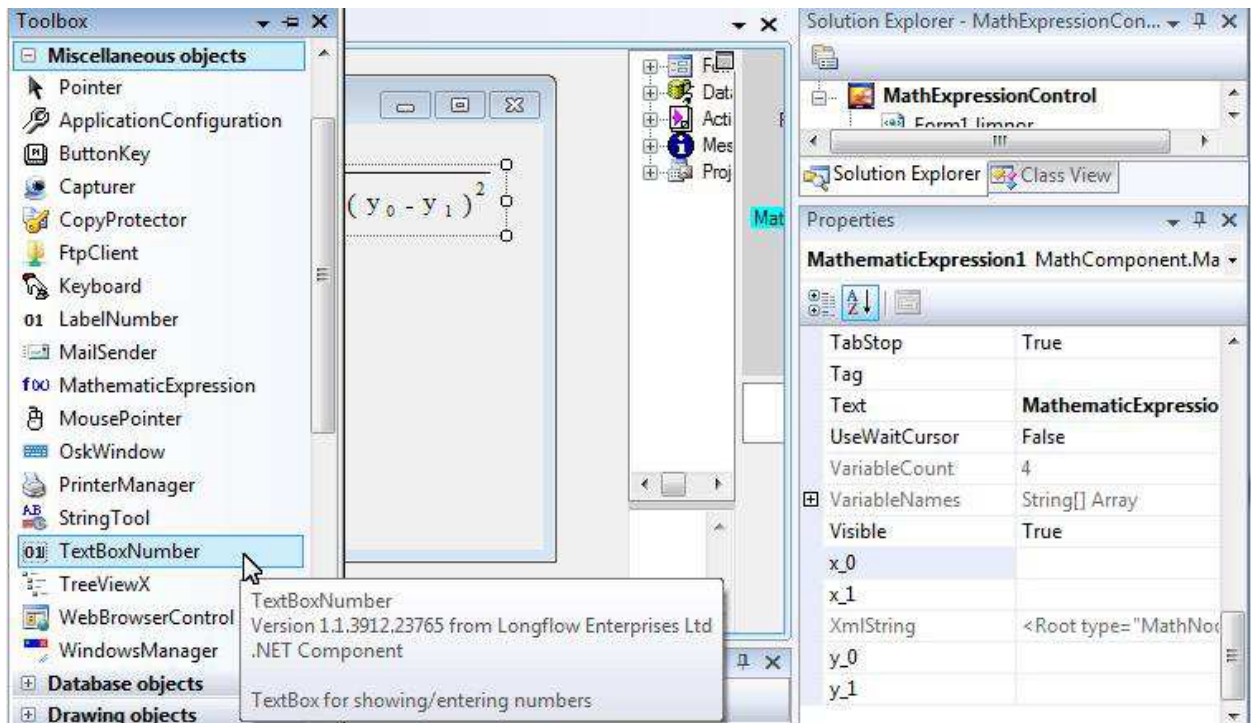 Toolbox
Miscellaneous objects
Pointer
ApplicationConfiguration
ButtonKey
Capturer
CopyProtector
FtpClient
Keyboard
01 LabelNumber
MailSender
f(x) MathematicExpression
MousePointer
OskWindow
PrinterManager
StringTool
01 TextBoxNumber
TreeViewX
WebBrowserControl
WindowsManager
Database objects
Drawing objects
( y 0 - y 1 ) 2
TextBoxNumber
Version 1.1.3912.23765 from Longflow Enterprises Ltd
.NET Component
TextBox for showing/entering numbers
Acti
Mes
Proj
Mat
Solution Explorer - MathExpressionCon...
MathExpressionControl
Solution Explorer
Class View
Properties
MathematicExpression1 MathComponent.Ma
TabStop True
Tag
Text MathematicExpressio
UseWaitCursor False
VariableCount 4
VariableNames String[] Array
Visible True
x_0
x_1
XmlString <Root type="MathNo
y_0
y_1